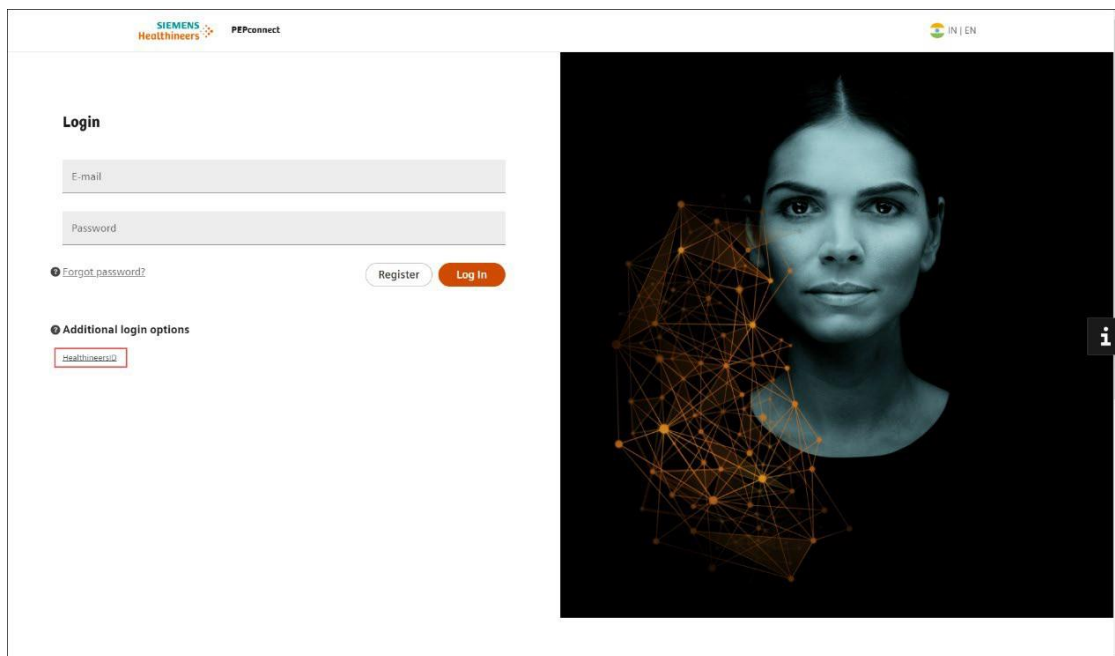 SIEMENS
Healthineers
PEPconnect
IN | EN
Login
E-mail
Password
Forgot password?
Register
Log In
Additional login options
HealthineersID